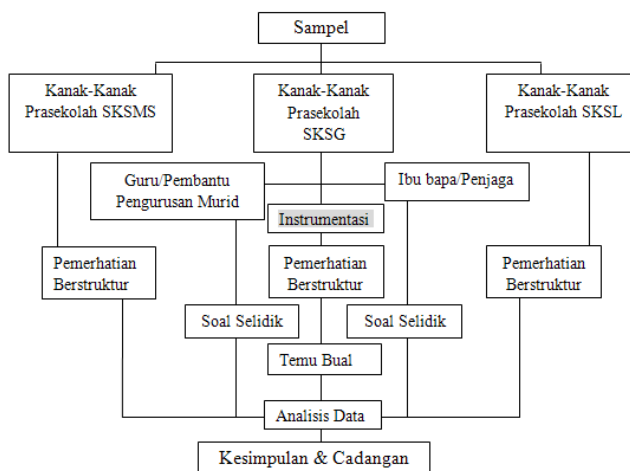 Sampel
Kanak-Kanak
Prasekolah SKSMS
Kanak-Kanak
Prasekolah
SKSG
Kanak-Kanak
Prasekolah SKSL
Guru/Pembantu
Pengurusan Murid
Ibu bapa/Penjaga
Instrumentasi
Pemerhatian
Berstruktur
Pemerhatian
Berstruktur
Pemerhatian
Berstruktur
Soal Selidik
Soal Selidik
Temu Bual
Analisis Data
Kesimpulan & Cadangan